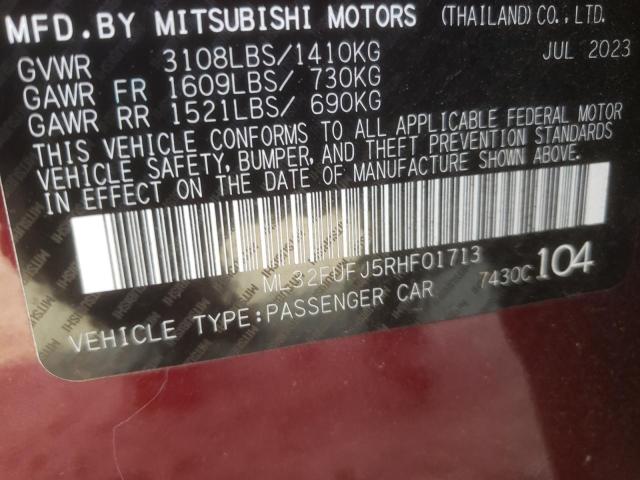 MFD.BY MITSUBISHI MOTORS (THAILAND)CO.,LTD.
GVWR 3108LBS/1410KG JUL 2023
GAWR FR 1609LBS/ 730KG
GAWR RR 1521LBS/ 690KG
THIS VEHICLE CONFORMS TO ALL APPLICABLE FEDERAL MOTOR
VEHICLE SAFETY, BUMPER, AND THEFT PREVENTION STANDARDS
IN EFFECT ON THE DATE OF MANUFACTURE SHOWN ABOVE.
ML32FUFJ5RHF01713 7430C 104
VEHICLE TYPE:PASSENGER CAR